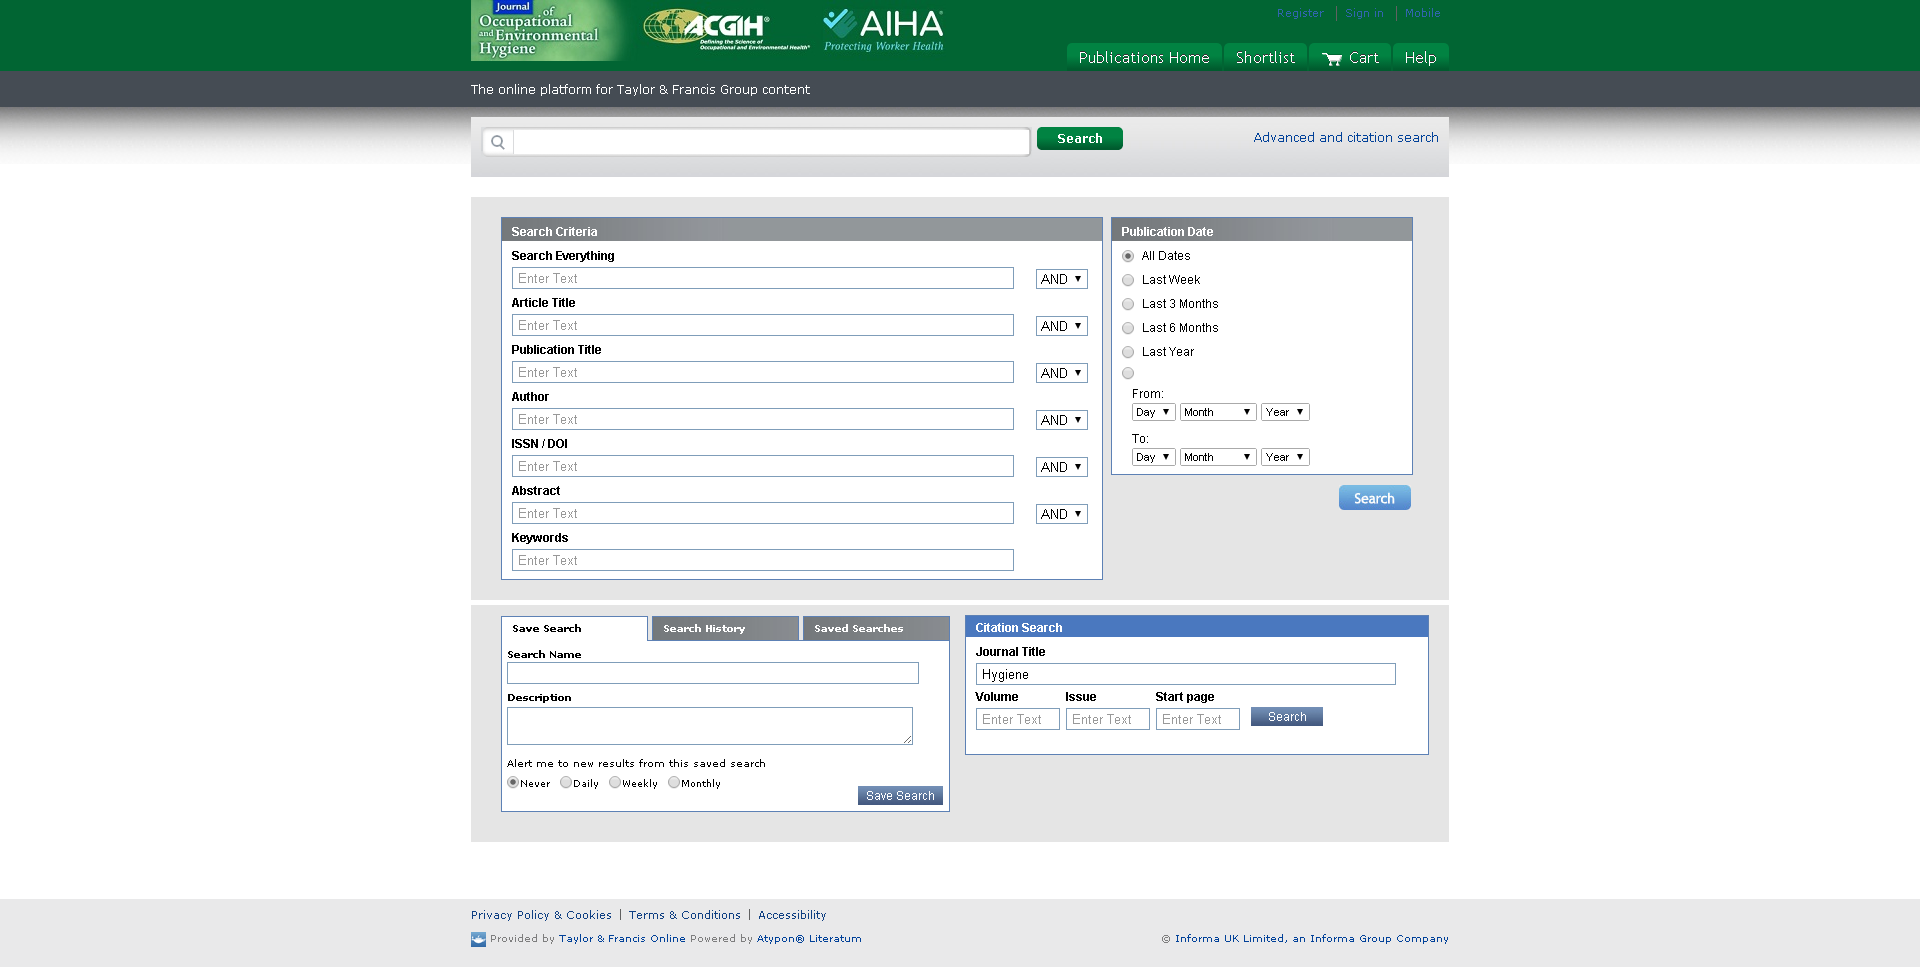 Journal of
Occupational
and Environmental
Hygiene
ACGIH®
Defining the Science of
Occupational and Environmental Health®
AIHA®
Protecting Worker Health
Register | Sign in | Mobile
Publications Home Shortlist Cart Help
The online platform for Taylor & Francis Group content
Search
Advanced and citation search
Search Criteria
Search Everything
Enter Text AND
Article Title
Enter Text AND
Publication Title
Enter Text AND
Author
Enter Text AND
ISSN / DOI
Enter Text AND
Abstract
Enter Text AND
Keywords
Enter Text
Publication Date
All Dates
Last Week
Last 3 Months
Last 6 Months
Last Year
From:
Day Month Year
To:
Day Month Year
Search
Save Search Search History Saved Searches
Search Name
Description
Alert me to new results from this saved search
Never Daily Weekly Monthly
Save Search
Citation Search
Journal Title
Hygiene
Volume Issue Start page
Enter Text Enter Text Enter Text Search
Privacy Policy & Cookies | Terms & Conditions | Accessibility
Provided by Taylor & Francis Online Powered by Atypon® Literatum
© Informa UK Limited, an Informa Group Company